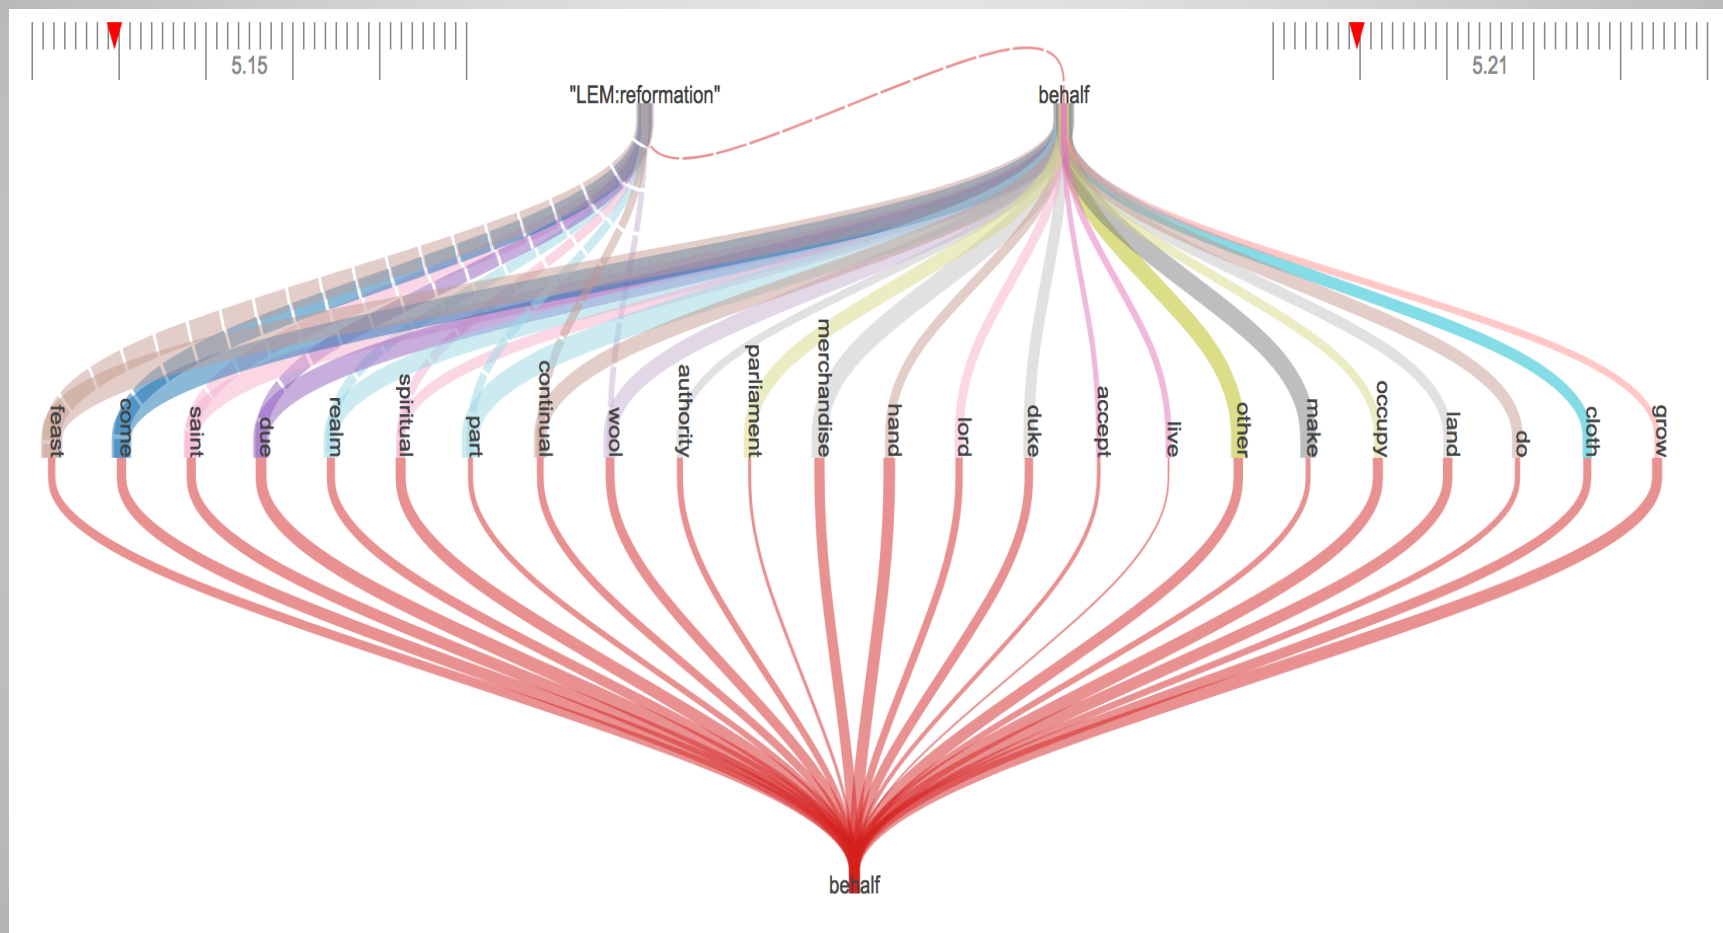 5.15
5.21
"LEM:reformation"
behalf
feast
come
saint
due
realm
spiritual
part
continual
wool
authority
parliament
merchandise
hand
lord
duke
accept
live
other
make
occupy
land
do
cloth
grow
behalf